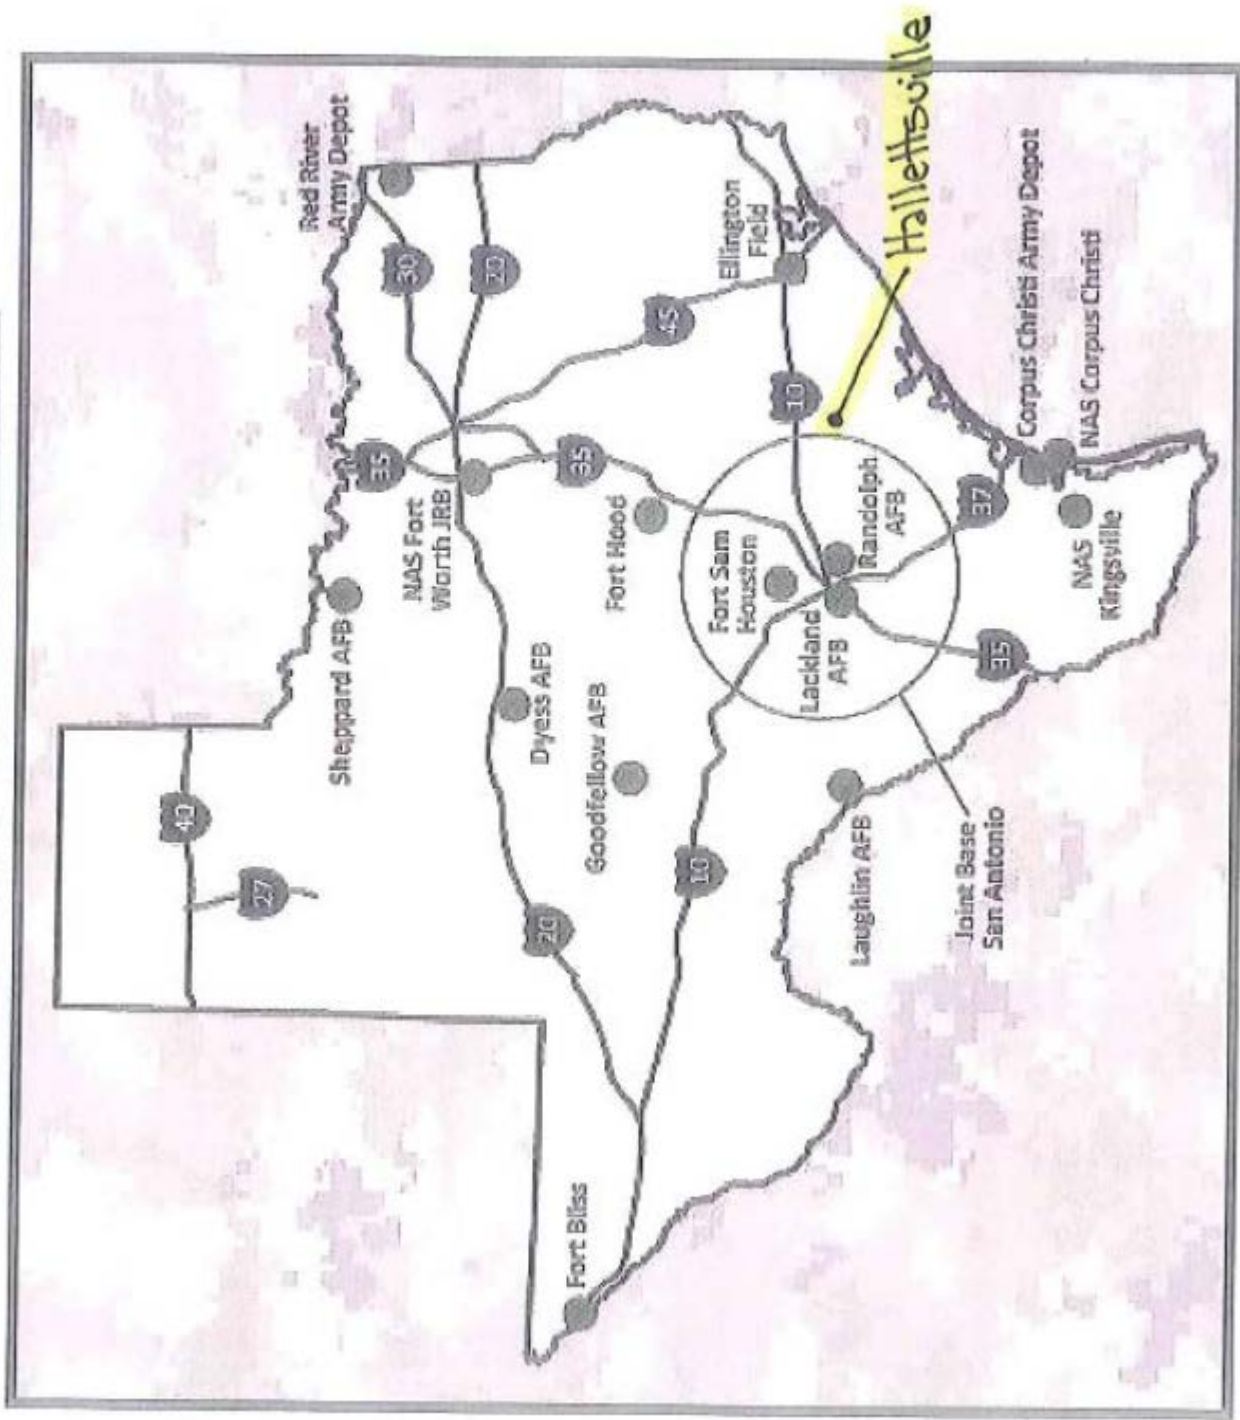 40
27
Sheppard AFB
35
Red River
Army Depot
30
20
NAS Fort
Worth JRB
Dyess AFB
20
Fort Bliss
Goodfellow AFB
Fort Hood
35
45
10
Fort Sam
Houston
10
Ellington
Field
Lackland
AFB
Randolph
AFB
Hallettsville
Laughlin AFB
35
37
Joint Base
San Antonio
Corpus Christi Army Depot
NAS Corpus Christi
NAS
Kingsville